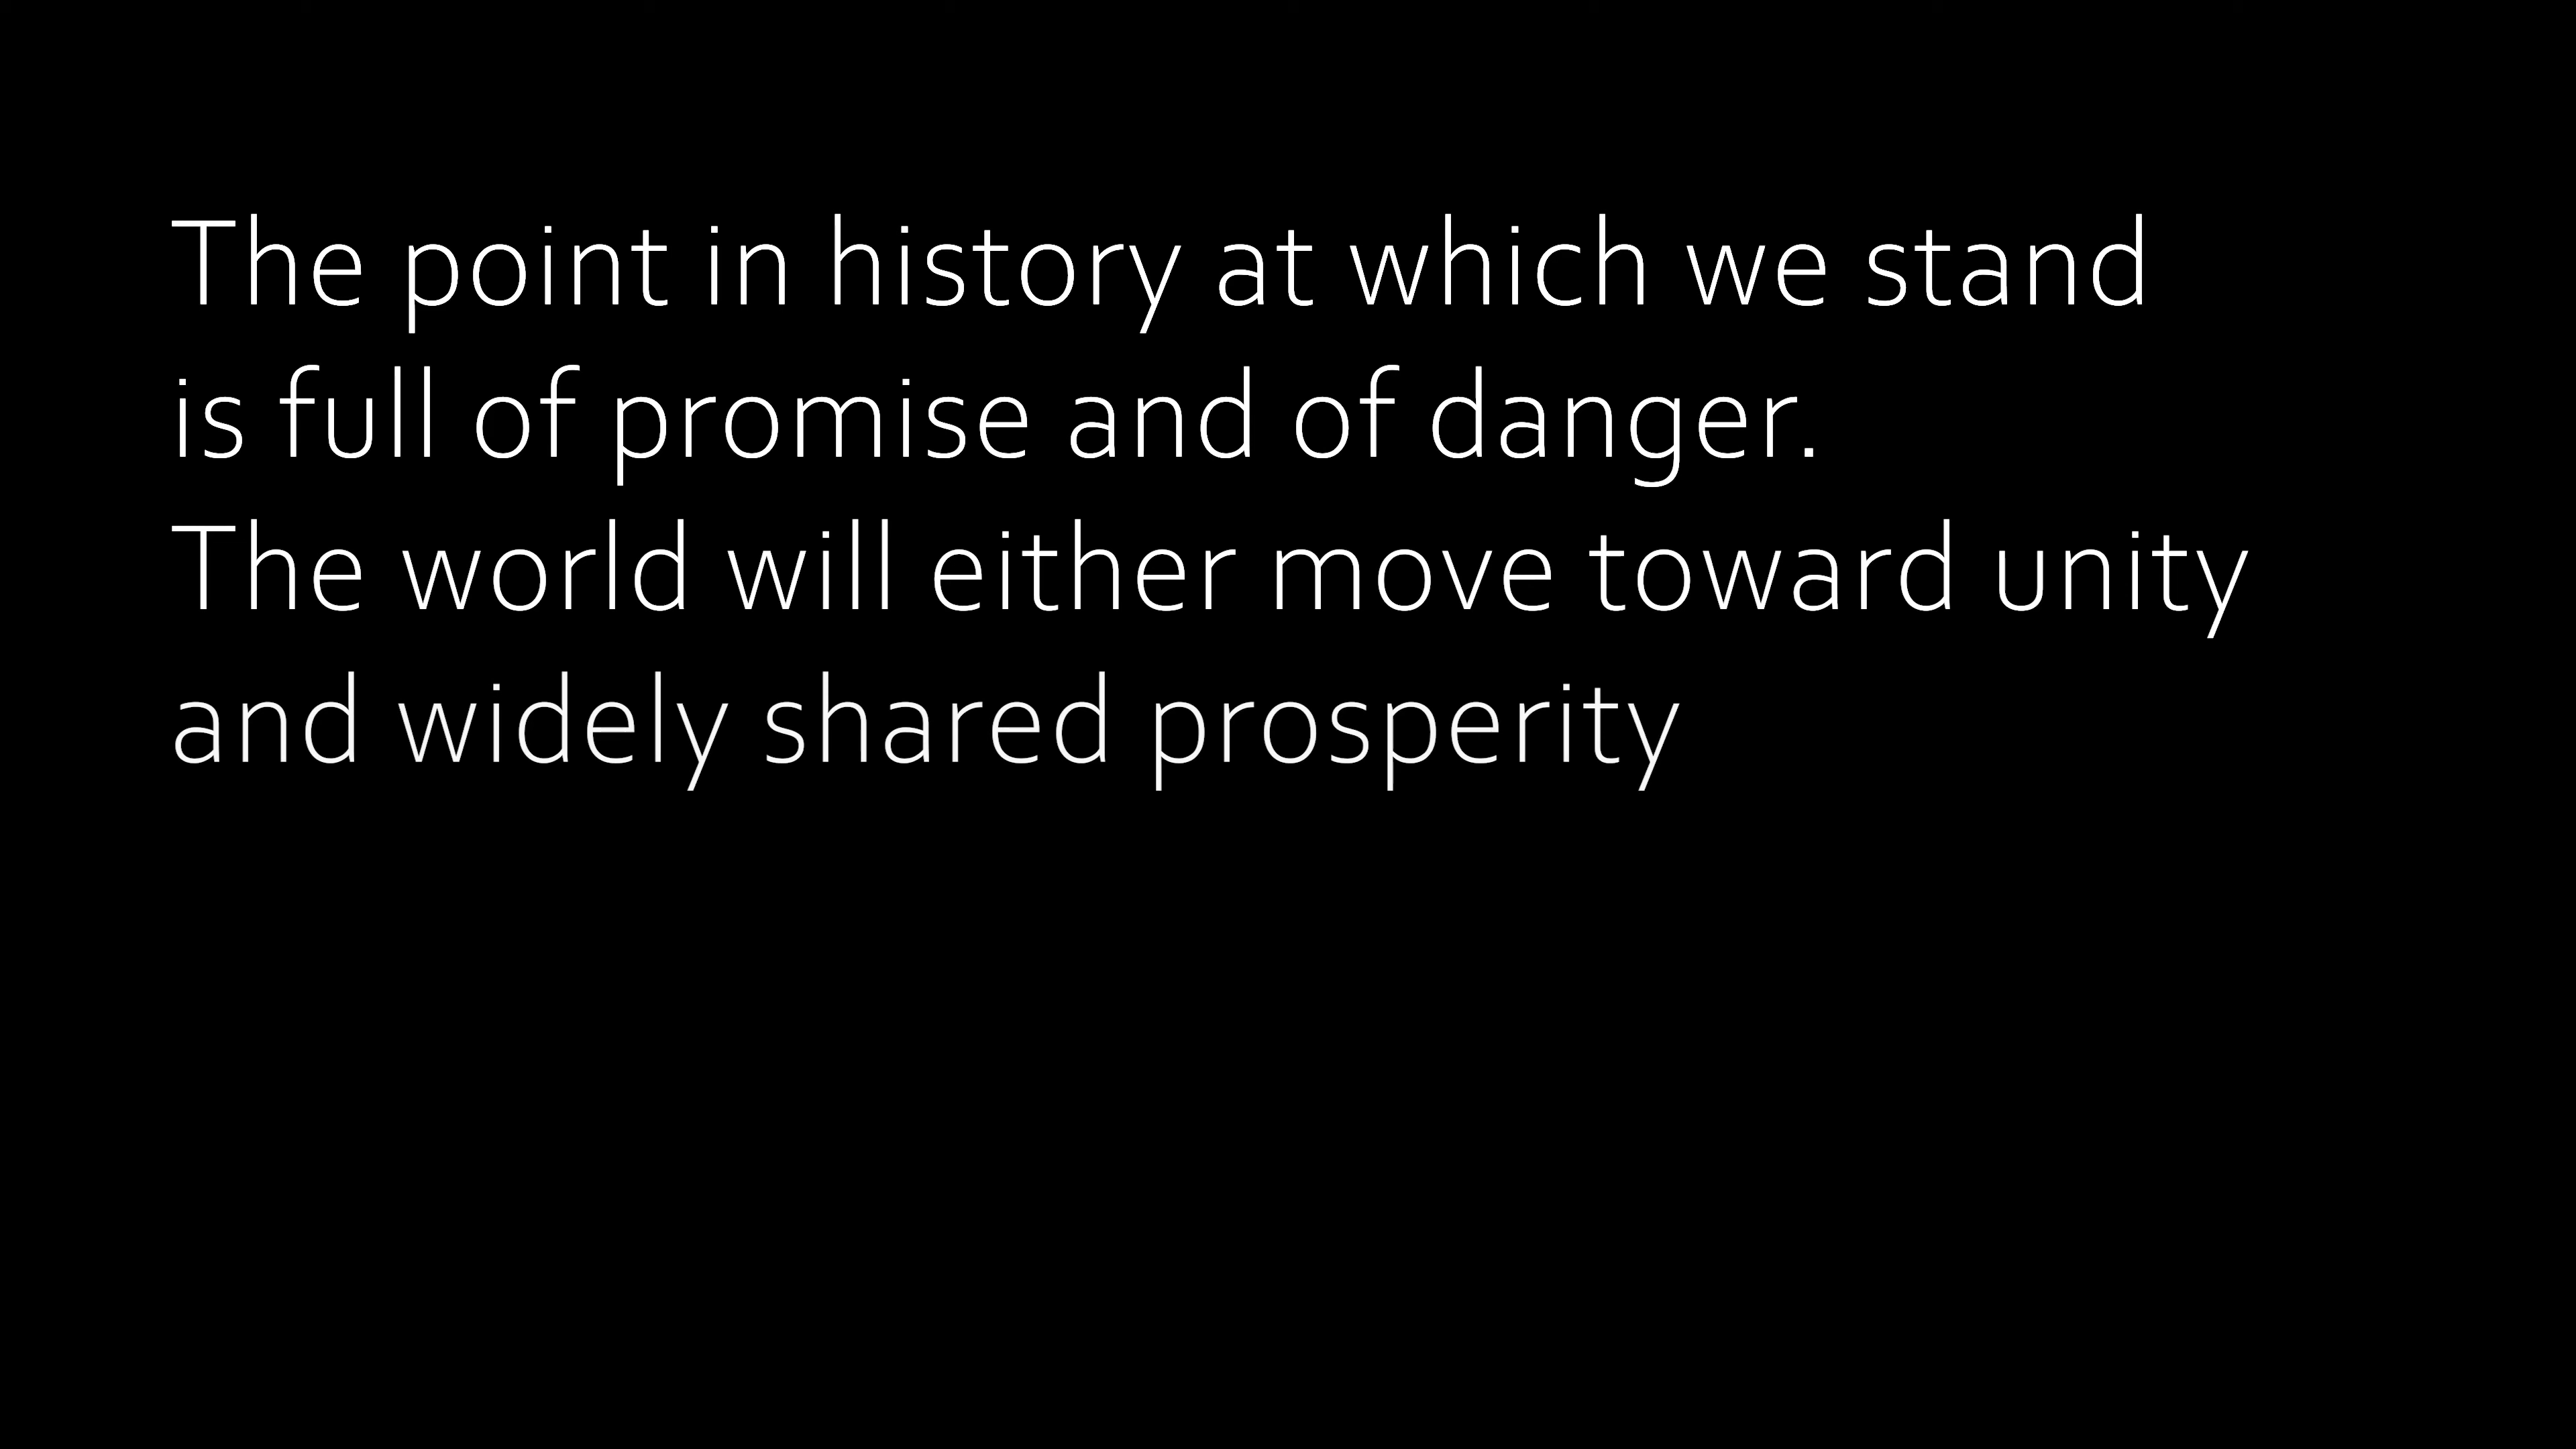 The point in history at which we stand
is full of promise and of danger.
The world will either move toward unity
and widely shared prosperity